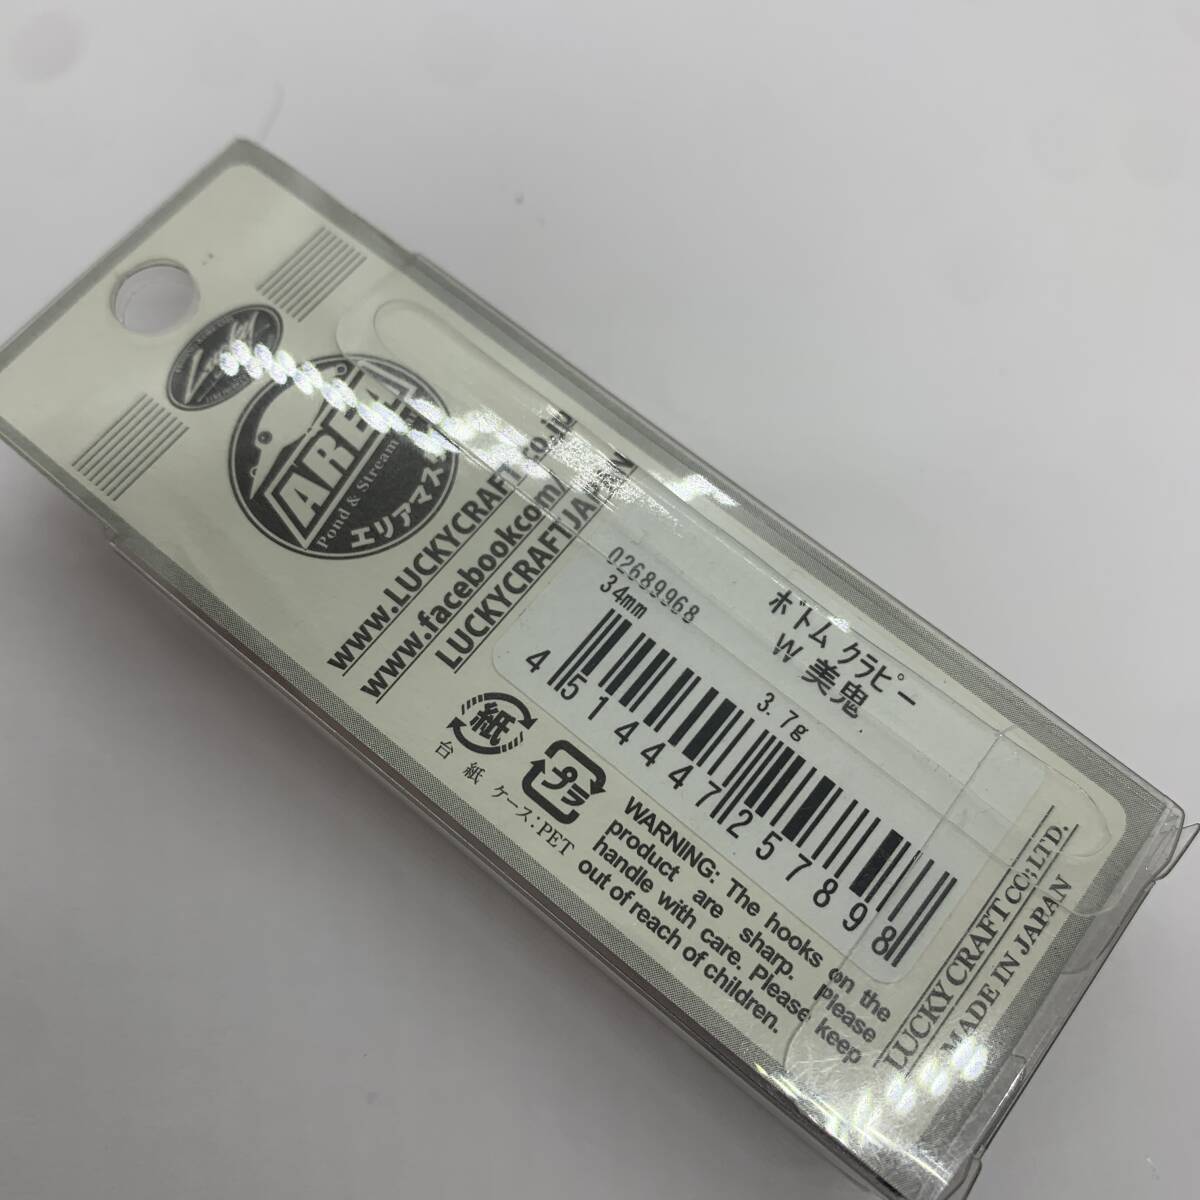 AREA
Pond & Stream
エリアマス
www.LUCKYCRAFT.co.jp
www.facebook.com/
LUCKYCRAFTJAPAN
02689968
ボトム クラピー
W 美鬼
34mm
3.7g
4514447257898
紙
台紙
プラ
ケース:PET
WARNING: The hooks on the
product are sharp. Please
handle with care. Please keep
out of reach of children.
LUCKY CRAFT CO;LTD.
MADE IN JAPAN